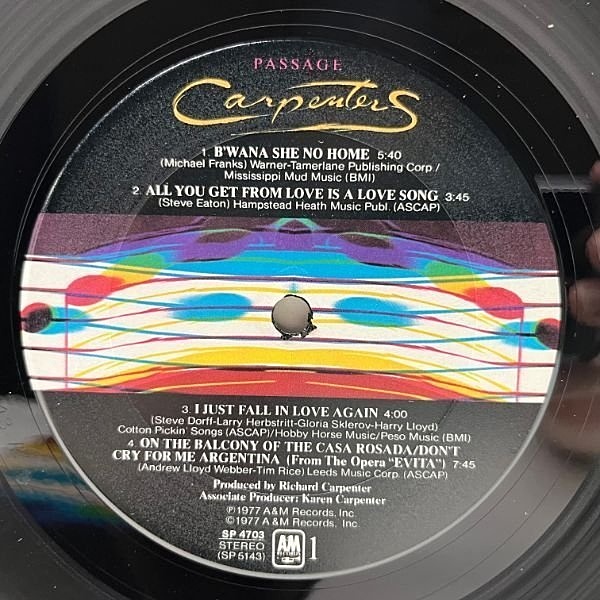 PASSAGE
Carpenters
1. B'WANA SHE NO HOME 5:40
(Michael Franks) Warner-Tamerlane Publishing Corp /
Mississippi Mud Music (BMI)
2. ALL YOU GET FROM LOVE IS A LOVE SONG 3:45
(Steve Eaton) Hampstead Heath Music Publ. (ASCAP)
3. I JUST FALL IN LOVE AGAIN 4:00
(Steve Dorff-Larry Herbstritt-Gloria Sklerov-Harry Lloyd)
Cotton Pickin' Songs (ASCAP)/Hobby Horse Music/Peso Music (BMI)
4. ON THE BALCONY OF THE CASA ROSADA/DON'T
CRY FOR ME ARGENTINA (From The Opera "EVITA") 7:45
(Andrew Lloyd Webber-Tim Rice) Leeds Music Corp. (ASCAP)
Produced by Richard Carpenter
Associate Producer: Karen Carpenter
℗1977 A&M Records, Inc.
©1977 A&M Records, Inc.
SP 4703
STEREO
(SP 5143)
A&M
RECORDS
1